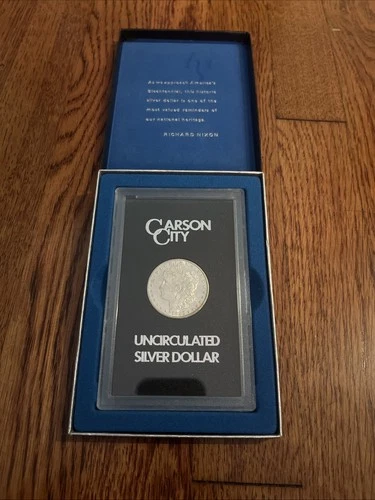 As we approach America's
Bicentennial, this historic
silver dollar is one of the
most valued reminders of
our national heritage.
RICHARD NIXON
CARSON
CITY
UNCIRCULATED
SILVER DOLLAR